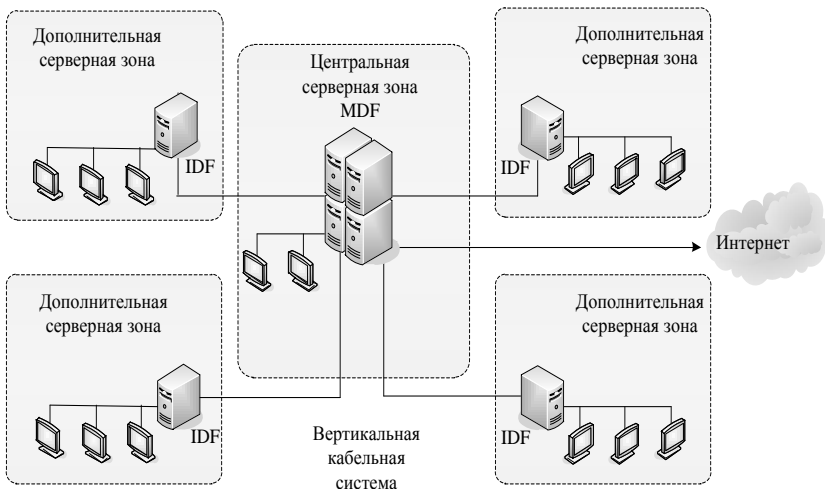 Дополнительная
серверная зона
IDF
Центральная
серверная зона
MDF
Дополнительная
серверная зона
IDF
Интернет
Дополнительная
серверная зона
IDF
Дополнительная
серверная зона
IDF
Вертикальная
кабельная
система